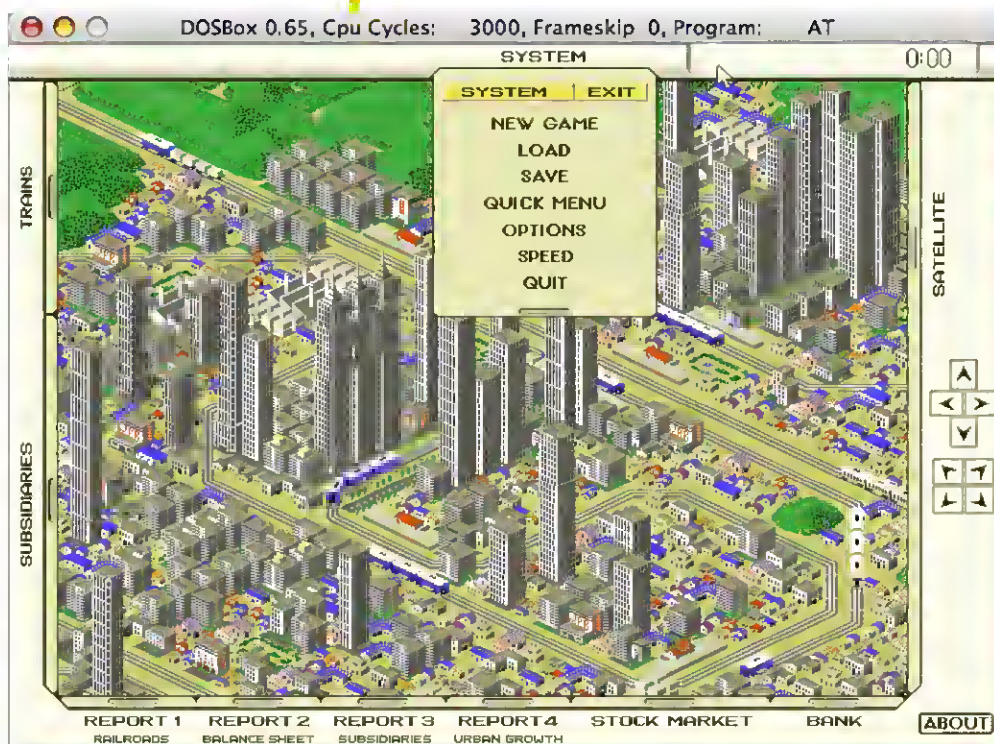 DOSBox 0.65, Cpu Cycles: 3000, Frameskip 0, Program: AT
SYSTEM 0:00
SYSTEM EXIT
NEW GAME
LOAD
SAVE
QUICK MENU
OPTIONS
SPEED
QUIT
TRAINS
SUBSIDIARIES
SATELLITE
REPORT 1 REPORT 2 REPORT 3 REPORT 4 STOCK MARKET BANK ABOUT
RAILROADS BALANCE SHEET SUBSIDIARIES URBAN GROWTH